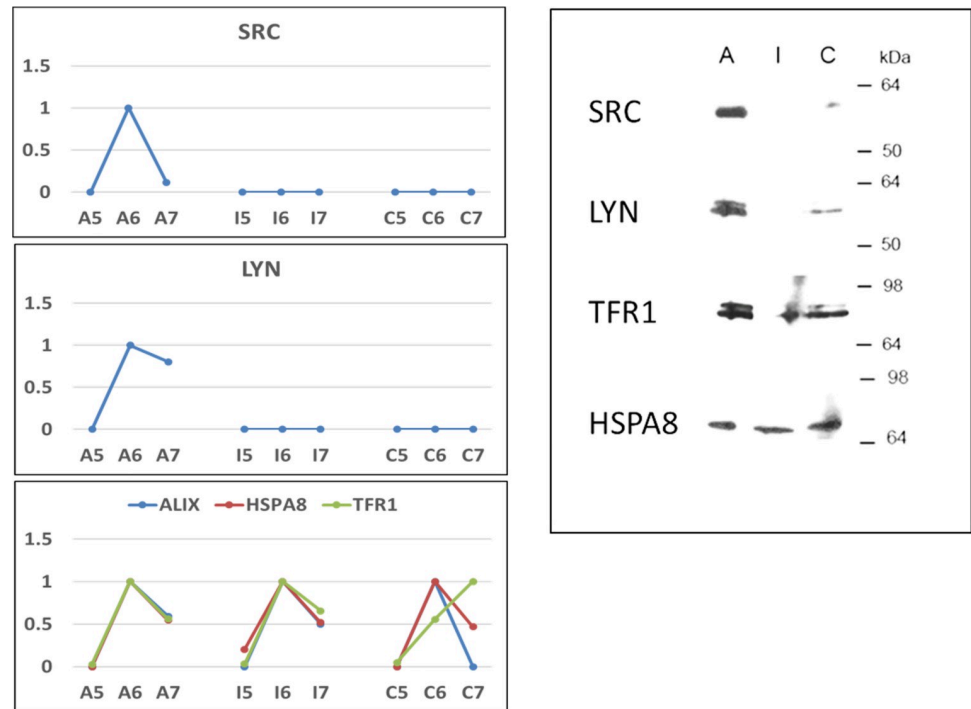 SRC
1.5
1
0.5
0
A5 A6 A7 I5 I6 I7 C5 C6 C7
LYN
1.5
1
0.5
0
A5 A6 A7 I5 I6 I7 C5 C6 C7
ALIX HSPA8 TFR1
1.5
1
0.5
0
A5 A6 A7 I5 I6 I7 C5 C6 C7
A I C kDa
64
SRC
50
64
LYN
50
98
TFR1
64
98
HSPA8
64